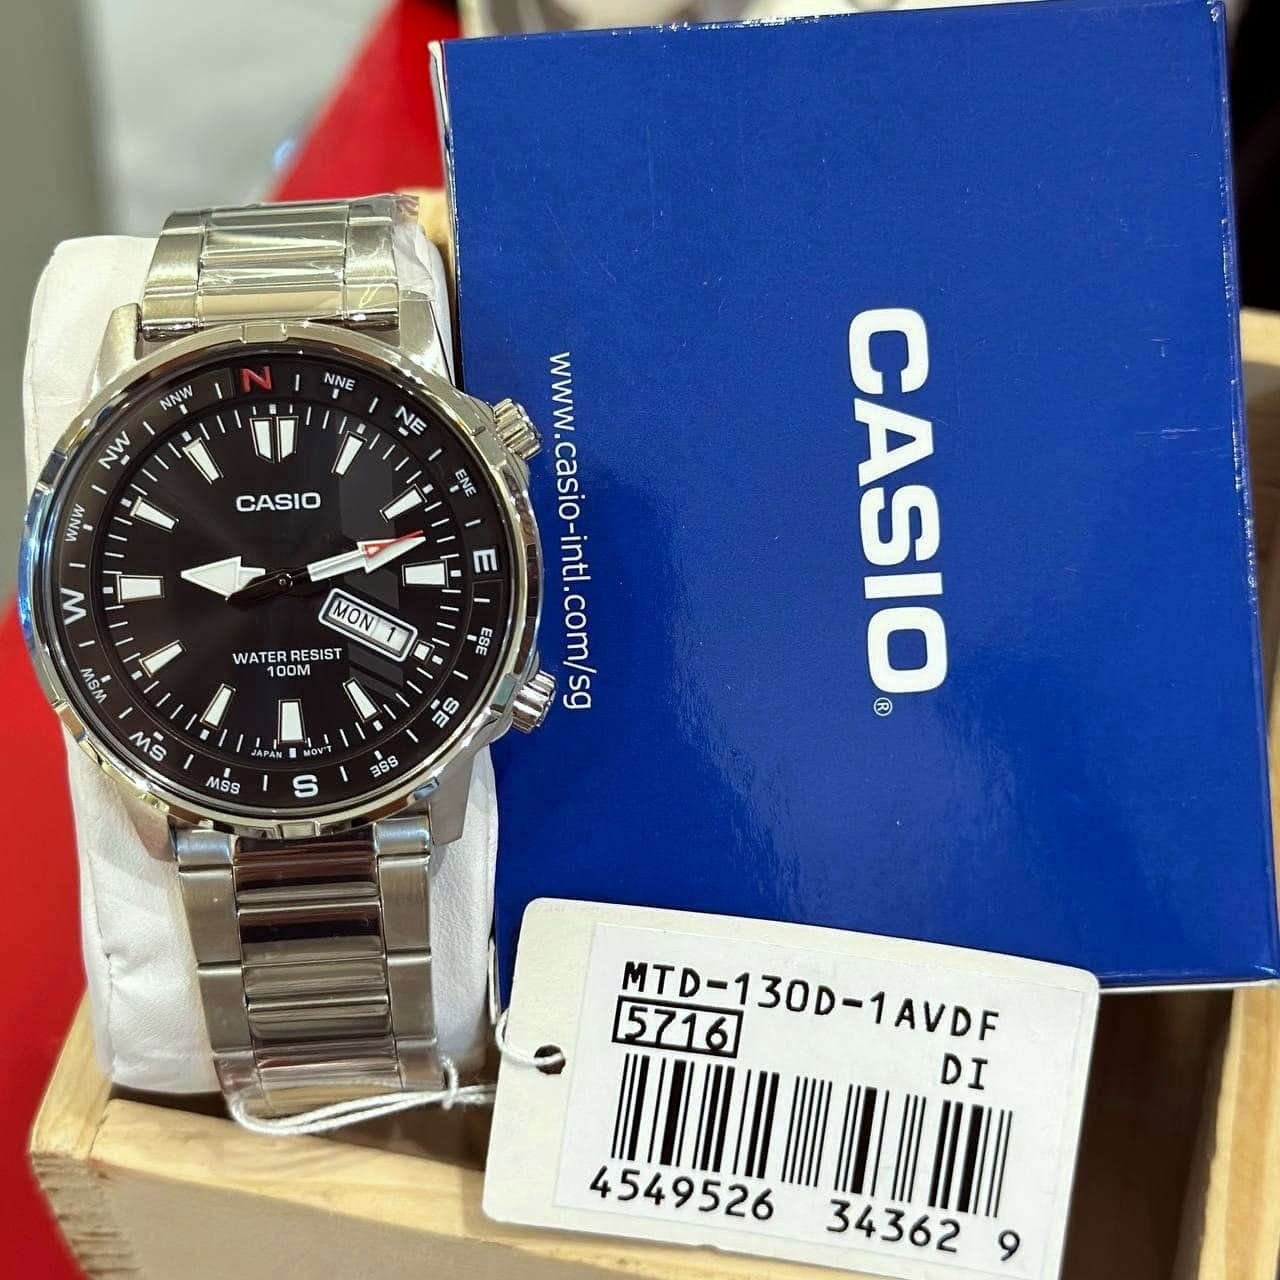 N
NNE
NE
ENE
E
ESE
SE
SSE
S
SSW
SW
WSW
W
WNW
NW
NNW
CASIO
MON 1
WATER RESIST
100M
JAPAN MOV'T
CASIO®
www.casio-intl.com/sg
MTD-130D-1AVDF
5716
DI
4549526 34362 9